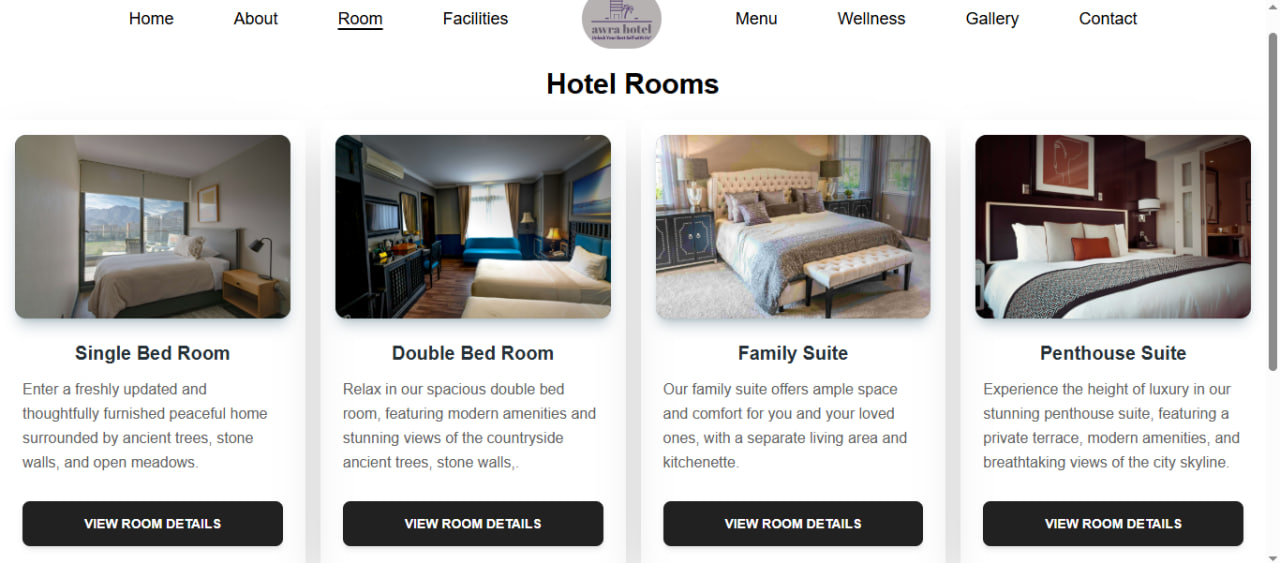 Home About Room Facilities Menu Wellness Gallery Contact
awra hotel
Hotel Rooms
Single Bed Room
Enter a freshly updated and
thoughtfully furnished peaceful home
surrounded by ancient trees, stone
walls, and open meadows.
VIEW ROOM DETAILS
Double Bed Room
Relax in our spacious double bed
room, featuring modern amenities and
stunning views of the countryside
ancient trees, stone walls,.
VIEW ROOM DETAILS
Family Suite
Our family suite offers ample space
and comfort for you and your loved
ones, with a separate living area and
kitchenette.
VIEW ROOM DETAILS
Penthouse Suite
Experience the height of luxury in our
stunning penthouse suite, featuring a
private terrace, modern amenities, and
breathtaking views of the city skyline.
VIEW ROOM DETAILS